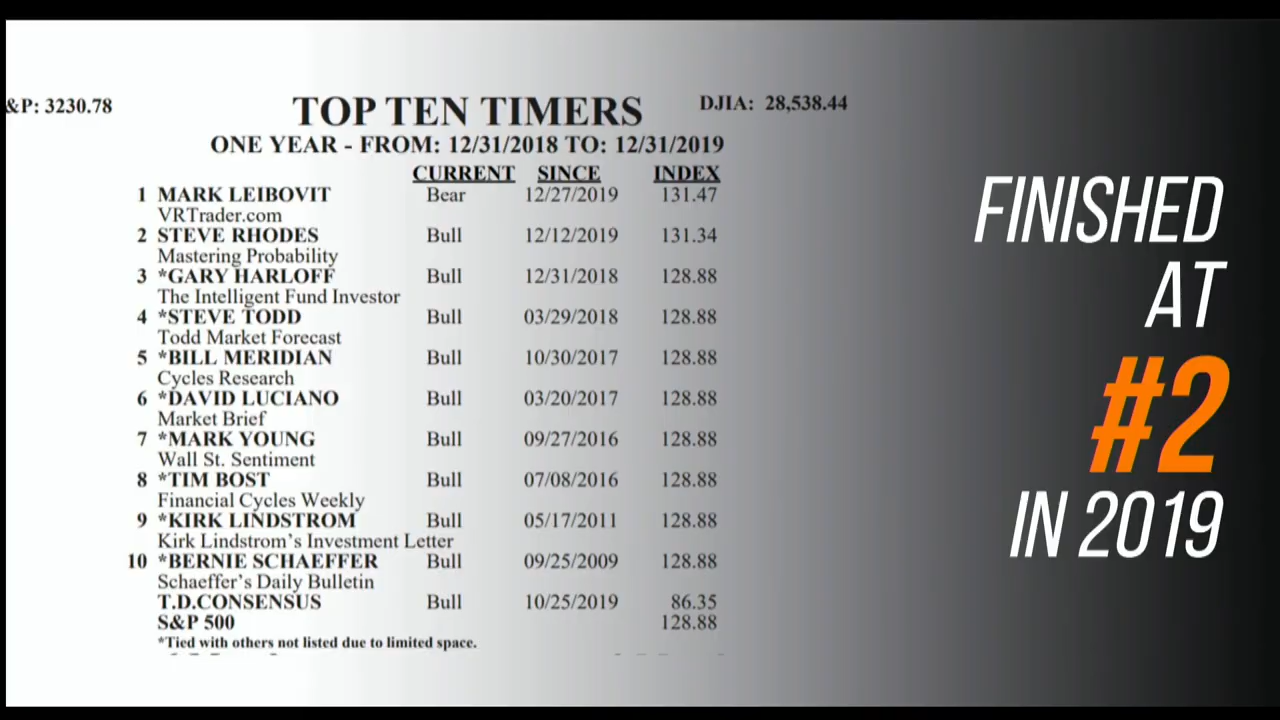 &P: 3230.78
TOP TEN TIMERS
DJIA: 28,538.44
ONE YEAR - FROM: 12/31/2018 TO: 12/31/2019
CURRENT SINCE INDEX
1 MARK LEIBOVIT Bear 12/27/2019 131.47
VRTrader.com
2 STEVE RHODES Bull 12/12/2019 131.34
Mastering Probability
3 *GARY HARLOFF Bull 12/31/2018 128.88
The Intelligent Fund Investor
4 *STEVE TODD Bull 03/29/2018 128.88
Todd Market Forecast
5 *BILL MERIDIAN Bull 10/30/2017 128.88
Cycles Research
6 *DAVID LUCIANO Bull 03/20/2017 128.88
Market Brief
7 *MARK YOUNG Bull 09/27/2016 128.88
Wall St. Sentiment
8 *TIM BOST Bull 07/08/2016 128.88
Financial Cycles Weekly
9 *KIRK LINDSTROM Bull 05/17/2011 128.88
Kirk Lindstrom's Investment Letter
10 *BERNIE SCHAEFFER Bull 09/25/2009 128.88
Schaeffer's Daily Bulletin
T.D.CONSENSUS Bull 10/25/2019 86.35
S&P 500 128.88
*Tied with others not listed due to limited space.
FINISHED
AT
#2
IN 2019